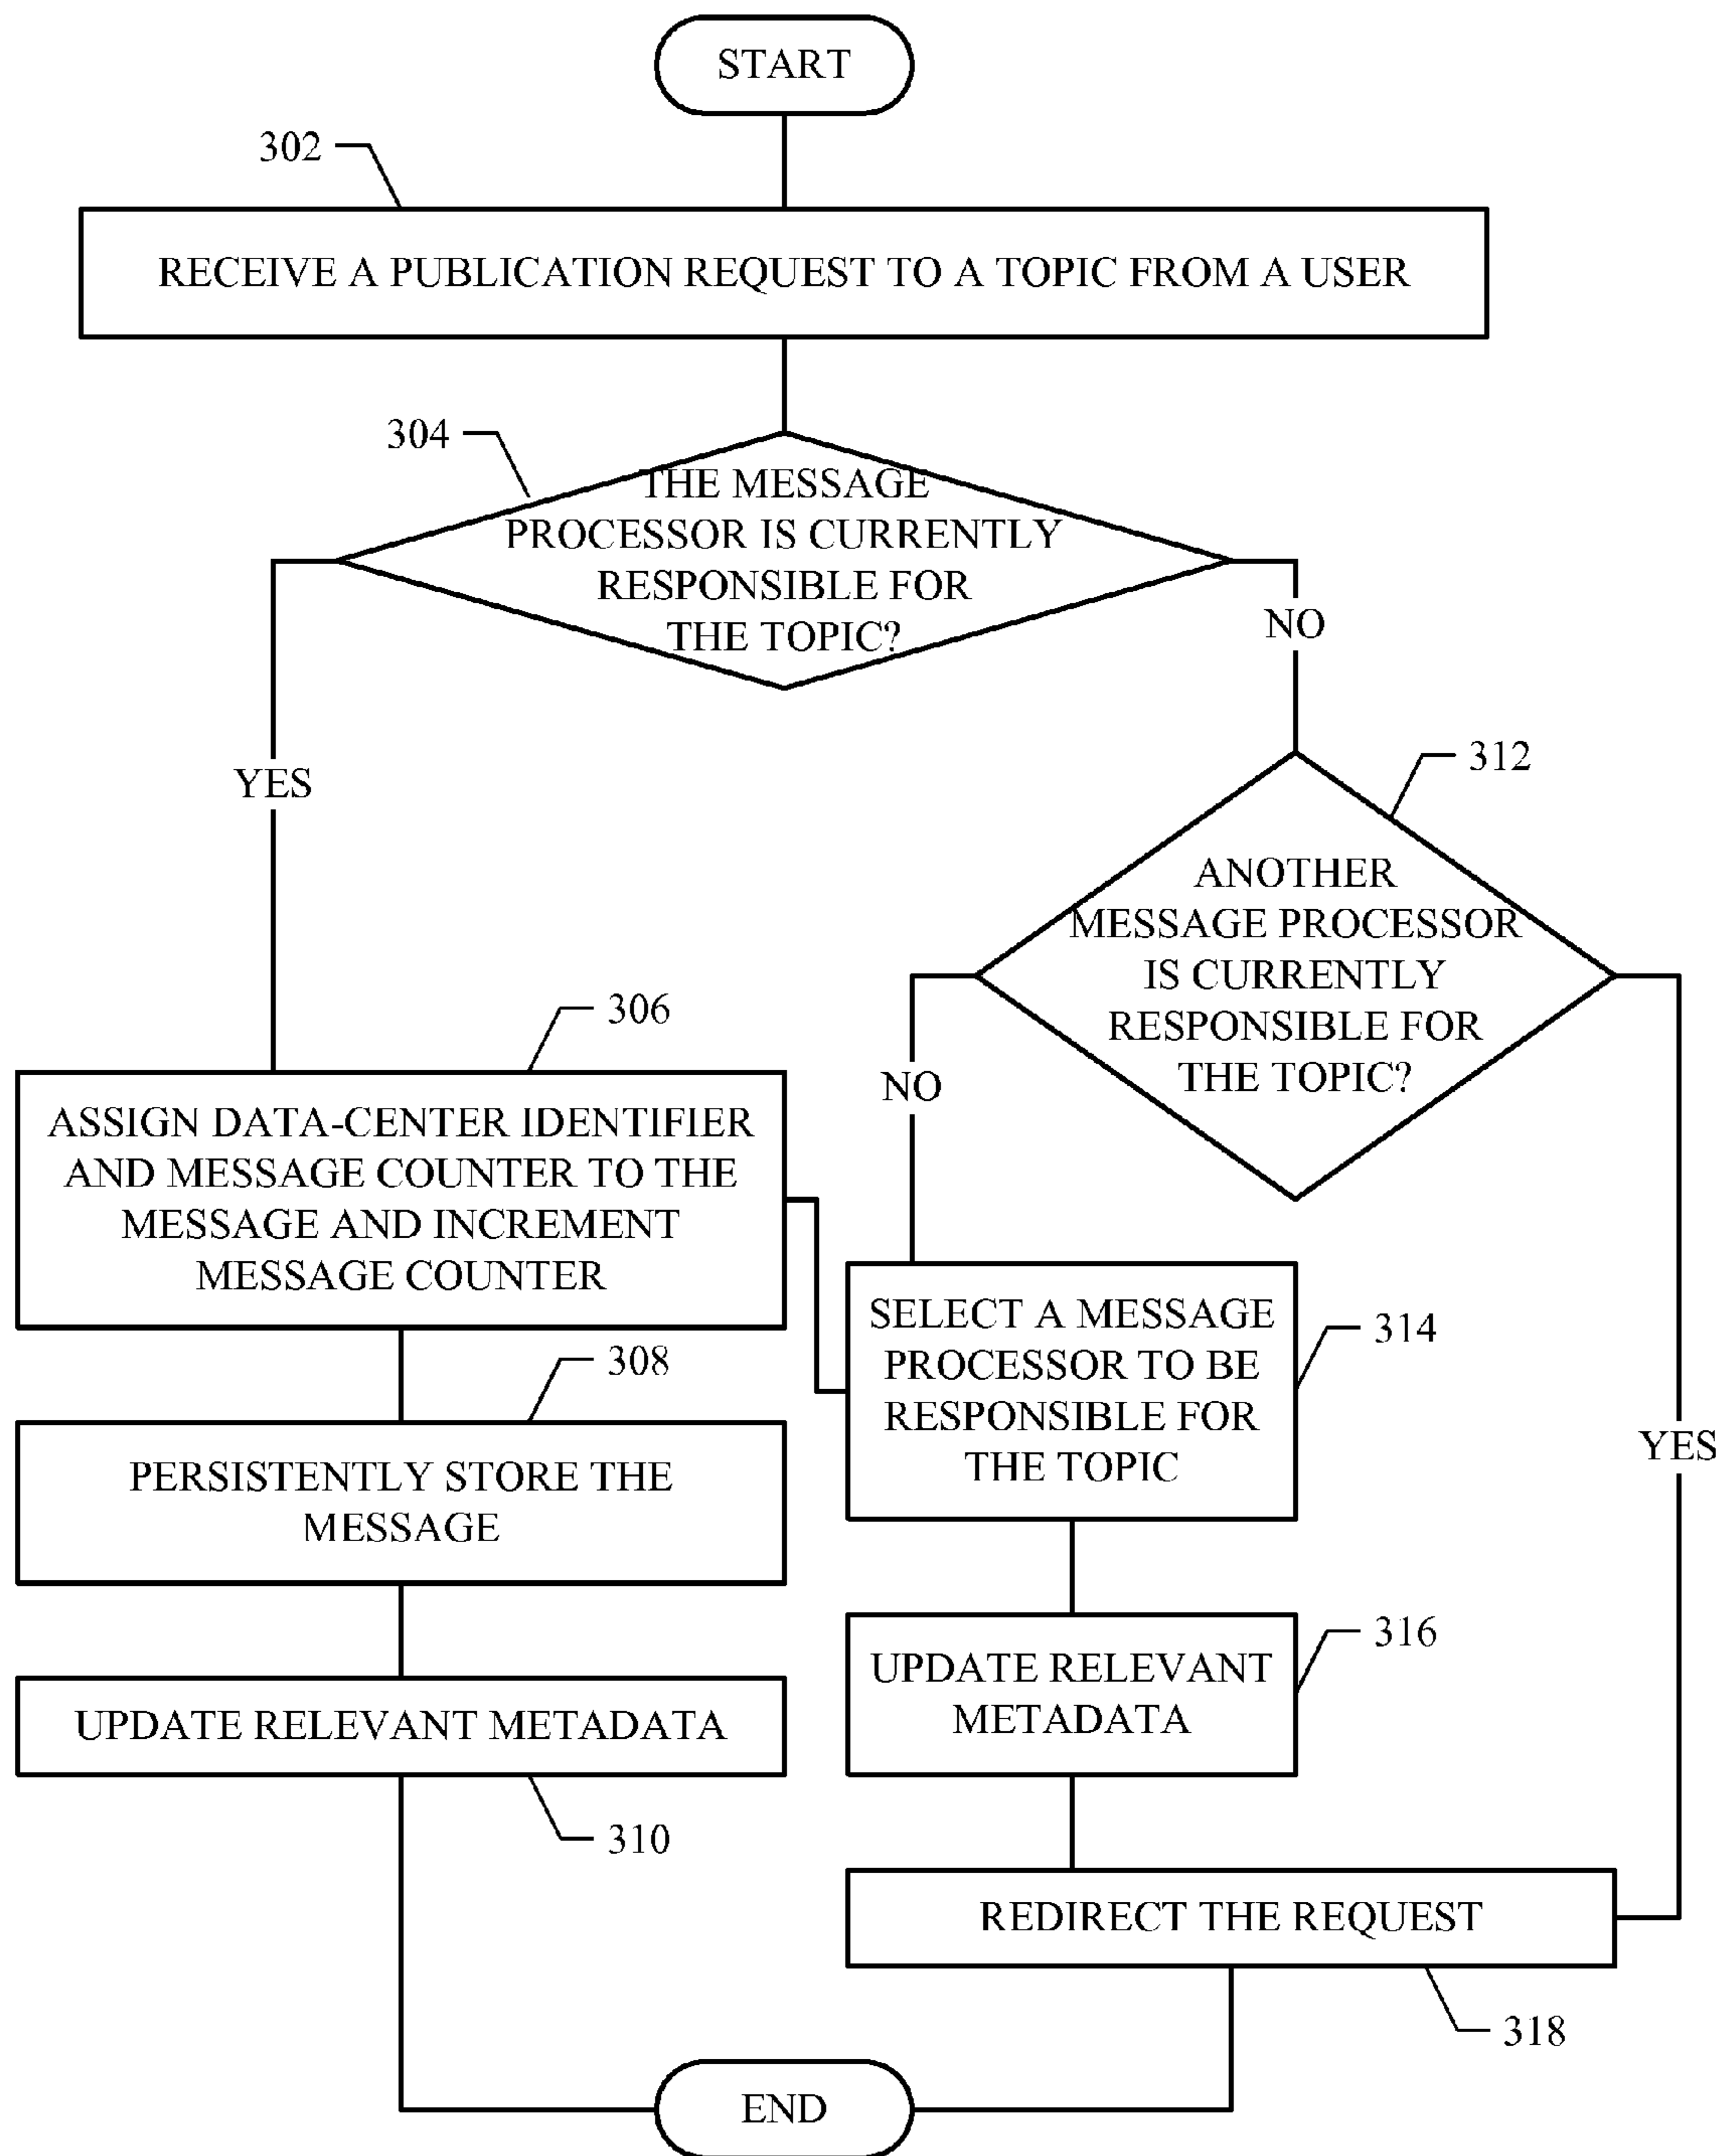 START
302
RECEIVE A PUBLICATION REQUEST TO A TOPIC FROM A USER
304
THE MESSAGE
PROCESSOR IS CURRENTLY
RESPONSIBLE FOR
THE TOPIC?
NO
YES
312
ANOTHER
MESSAGE PROCESSOR
IS CURRENTLY
RESPONSIBLE FOR
THE TOPIC?
NO
YES
306
ASSIGN DATA-CENTER IDENTIFIER
AND MESSAGE COUNTER TO THE
MESSAGE AND INCREMENT
MESSAGE COUNTER
314
SELECT A MESSAGE
PROCESSOR TO BE
RESPONSIBLE FOR
THE TOPIC
308
PERSISTENTLY STORE THE
MESSAGE
316
UPDATE RELEVANT
METADATA
UPDATE RELEVANT METADATA
310
REDIRECT THE REQUEST
318
END